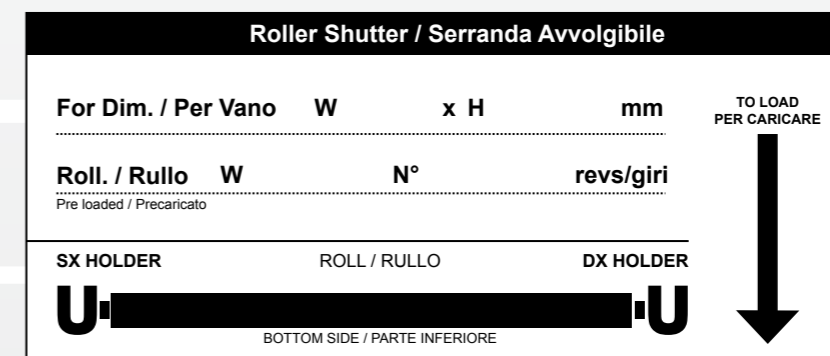 Roller Shutter / Serranda Avvolgibile
For Dim. / Per Vano W x H mm
TO LOAD
PER CARICARE
Roll. / Rullo W N° revs/giri
Pre loaded / Precaricato
SX HOLDER ROLL / RULLO DX HOLDER
BOTTOM SIDE / PARTE INFERIORE